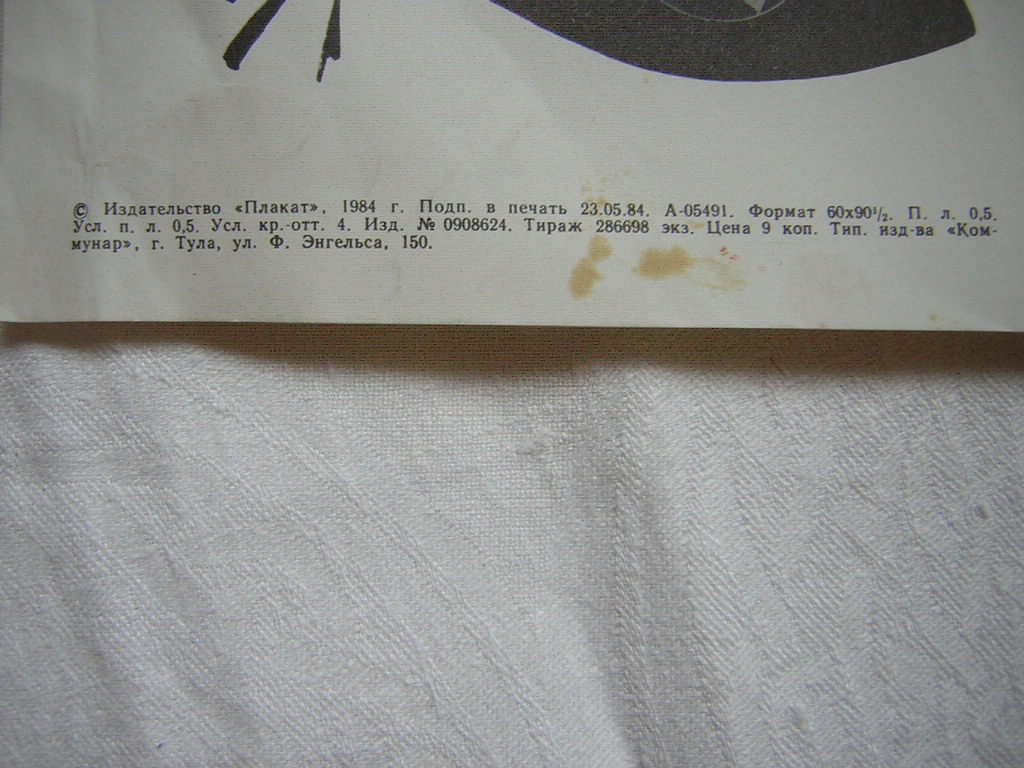 © Издательство «Плакат», 1984 г. Подп. в печать 23.05.84. А-05491. Формат 60х90¹/₂. П. л. 0,5.
Усл. п. л. 0,5. Усл. кр.-отт. 4. Изд. № 0908624. Тираж 286698 экз. Цена 9 коп. Тип. изд-ва «Ком-
мунар», г. Тула, ул. Ф. Энгельса, 150.